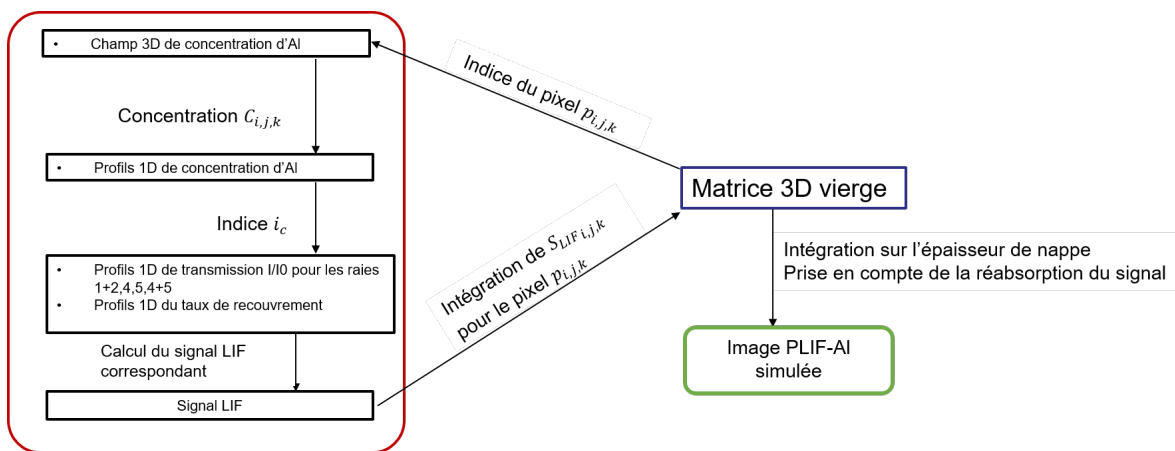 • Champ 3D de concentration d'Al
Concentration C_{i,j,k}
• Profils 1D de concentration d'Al
Indice i_c
• Profils 1D de transmission I/I0 pour les raies
1+2,4,5,4+5
• Profils 1D du taux de recouvrement
Calcul du signal LIF
correspondant
Signal LIF
Indice du pixel p_{i,j,k}
Intégration de S_{LIF i,j,k}
pour le pixel p_{i,j,k}
Matrice 3D vierge
Intégration sur l'épaisseur de nappe
Prise en compte de la réabsorption du signal
Image PLIF-Al
simulée